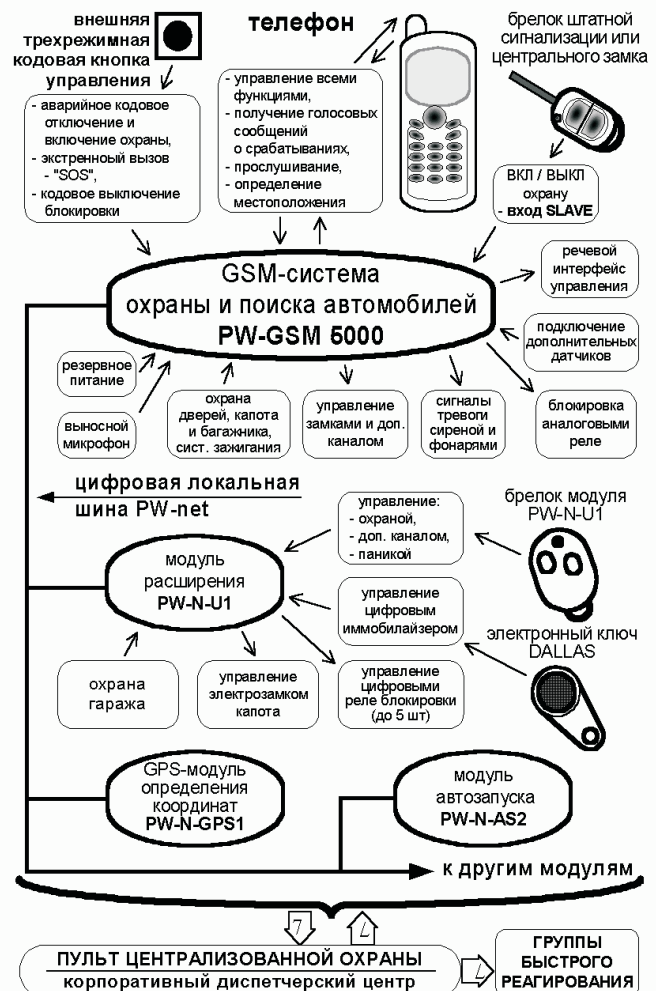 внешняя
трехрежимная
кодовая кнопка
управления
телефон
брелок штатной
сигнализации или
центрального замка
- аварийное кодовое
отключение и
включение охраны,
- экстренный вызов
- "SOS",
- кодовое выключение
блокировки
- управление всеми
функциями,
- получение голосовых
сообщений
о срабатываниях,
- прослушивание,
- определение
местоположения
ВКЛ / ВЫКЛ
охрану
- вход SLAVE
GSM-система
охраны и поиска автомобилей
PW-GSM 5000
речевой
интерфейс
управления
подключение
дополнительных
датчиков
резервное
питание
выносной
микрофон
охрана
дверей, капота
и багажника,
сист. зажигания
управление
замками и доп.
каналом
сигналы
тревоги
сиреной и
фонарями
блокировка
аналоговыми
реле
цифровая локальная
шина PW-net
управление:
- охраной,
- доп. каналом,
- паникой
брелок модуля
PW-N-U1
модуль
расширения
PW-N-U1
управление
цифровым
иммобилайзером
электронный ключ
DALLAS
охрана
гаража
управление
электрозамком
капота
управление
цифровыми
реле блокировки
(до 5 шт)
GPS-модуль
определения
координат
PW-N-GPS1
модуль
автозапуска
PW-N-AS2
к другим модулям
ПУЛЬТ ЦЕНТРАЛИЗОВАННОЙ ОХРАНЫ
корпоративный диспетчерский центр
ГРУППЫ
БЫСТРОГО
РЕАГИРОВАНИЯ